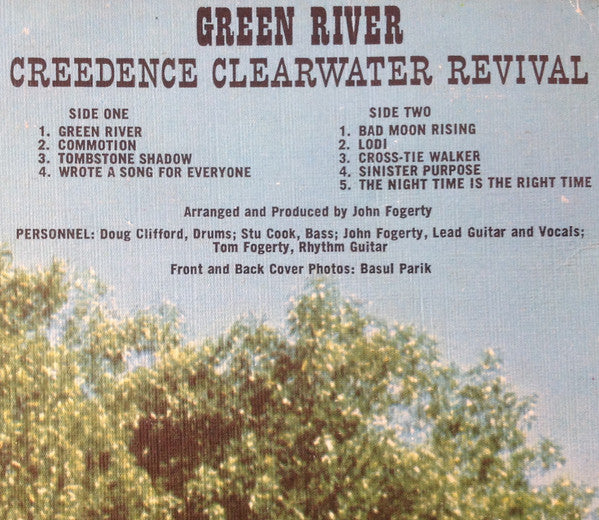 GREEN RIVER
CREEDENCE CLEARWATER REVIVAL
SIDE ONE
1. GREEN RIVER
2. COMMOTION
3. TOMBSTONE SHADOW
4. WROTE A SONG FOR EVERYONE
SIDE TWO
1. BAD MOON RISING
2. LODI
3. CROSS-TIE WALKER
4. SINISTER PURPOSE
5. THE NIGHT TIME IS THE RIGHT TIME
Arranged and Produced by John Fogerty
PERSONNEL: Doug Clifford, Drums; Stu Cook, Bass; John Fogerty, Lead Guitar and Vocals;
Tom Fogerty, Rhythm Guitar
Front and Back Cover Photos: Basul Parik